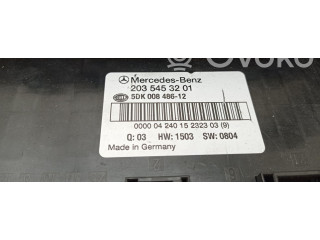 OVOKO
Mercedes-Benz
203 545 32 01
5DK 008 486-12
0000 04 240 15 2323 03 (9)
Q: 03 HW: 1503 SW: 0804
Made in Germany